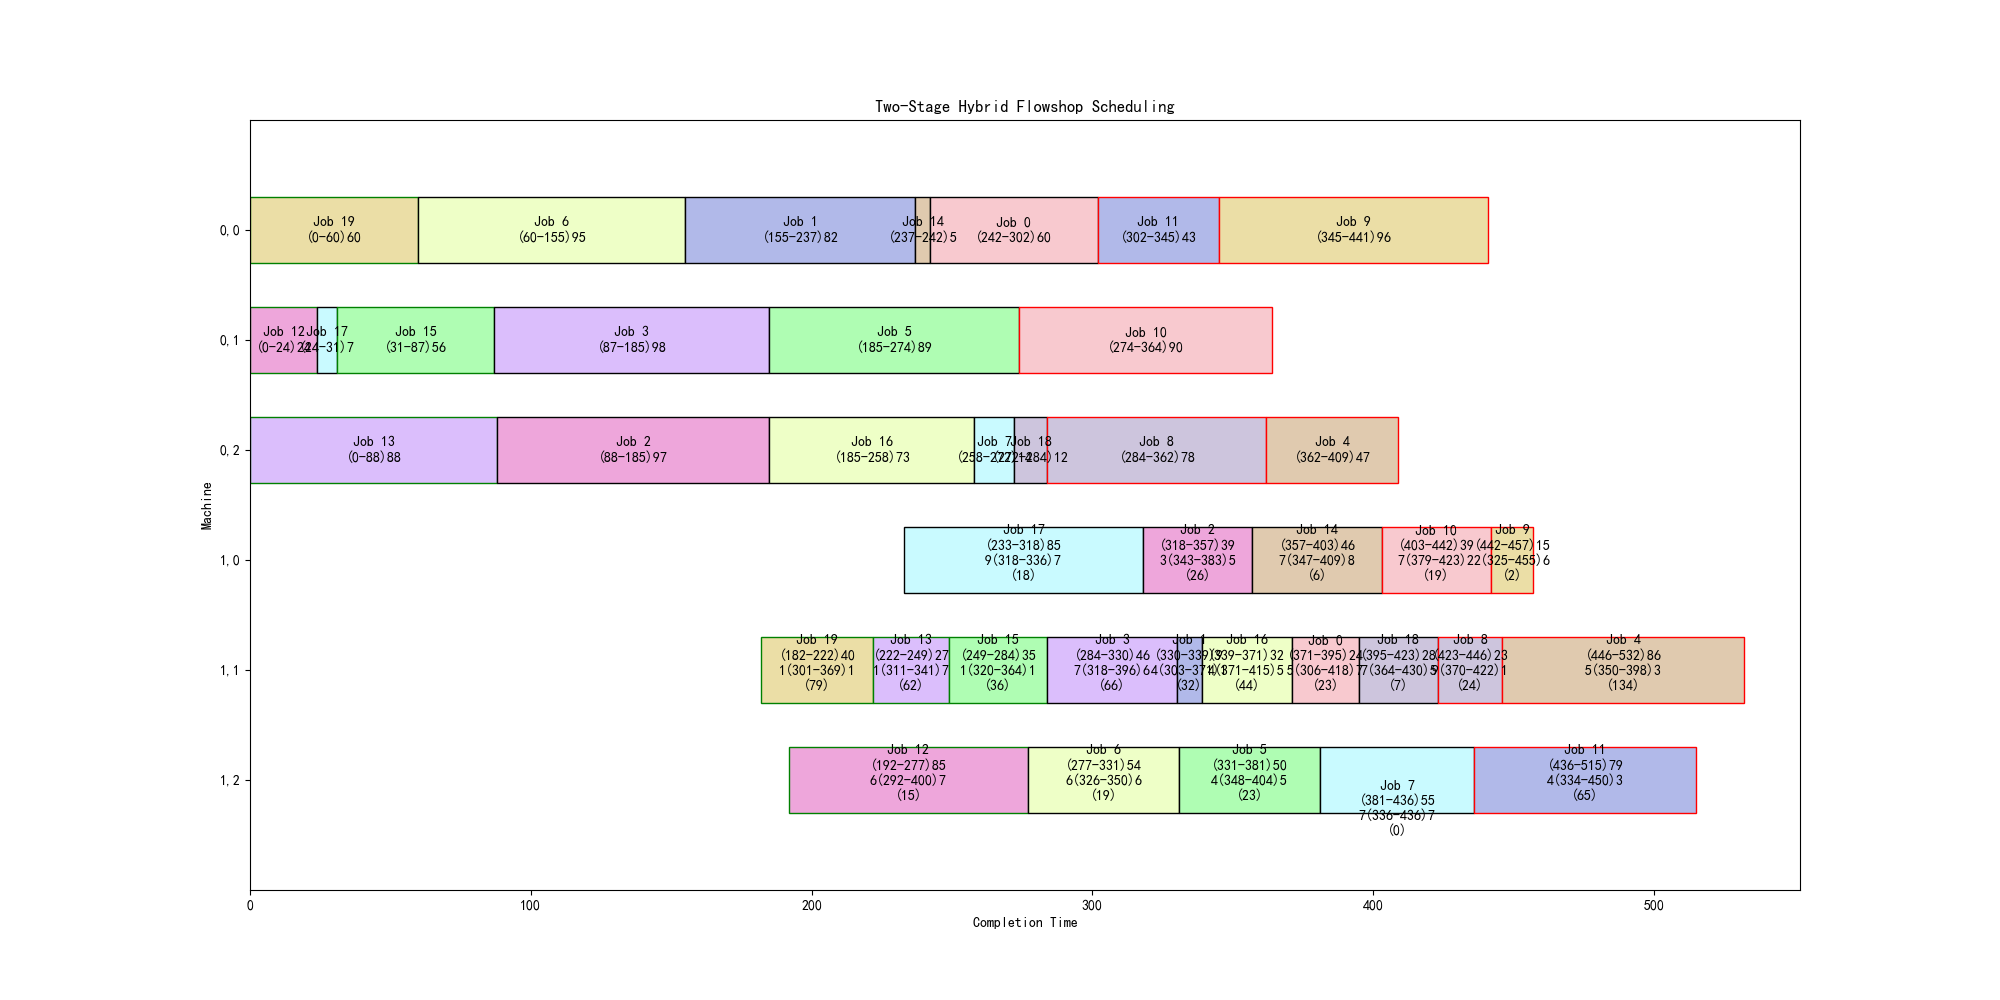 Two-Stage Hybrid Flowshop Scheduling
0,0
Job 19
(0-60)60
Job 6
(60-155)95
Job 1
(155-237)82
Job 14
(237-242)5
Job 0
(242-302)60
Job 11
(302-345)43
Job 9
(345-441)96
0,1
Job 12
(0-24)24
Job 17
(24-31)7
Job 15
(31-87)56
Job 3
(87-185)98
Job 5
(185-274)89
Job 10
(274-364)90
0,2
Job 13
(0-88)88
Job 2
(88-185)97
Job 16
(185-258)73
Job 7
(258-272)14
Job 18
(272-284)12
Job 8
(284-362)78
Job 4
(362-409)47
1,0
Job 17
(233-318)85
9(318-336)7
(18)
Job 2
(318-357)39
3(343-383)5
(26)
Job 14
(357-403)46
7(347-409)8
(6)
Job 10
(403-442)39
7(379-423)22
(19)
Job 9
(442-457)15
(325-455)6
(2)
1,1
Job 19
(182-222)40
1(301-369)1
(79)
Job 13
(222-249)27
1(311-341)7
(62)
Job 15
(249-284)35
1(320-364)1
(36)
Job 3
(284-330)46
7(318-396)6
(66)
Job 1
(330-339)9
4(303-371)
(32)
Job 16
(339-371)32
(371-415)5
(44)
Job 0
(371-395)24
5(306-418)7
(23)
Job 18
(395-423)28
7(364-430)5
(7)
Job 8
(423-446)23
9(370-422)1
(24)
Job 4
(446-532)86
5(350-398)3
(134)
1,2
Job 12
(192-277)85
6(292-400)7
(15)
Job 6
(277-331)54
6(326-350)6
(19)
Job 5
(331-381)50
4(348-404)5
(23)
Job 7
(381-436)55
7(336-436)7
(0)
Job 11
(436-515)79
4(334-450)3
(65)
Machine
0
100
200
300
400
500
Completion Time